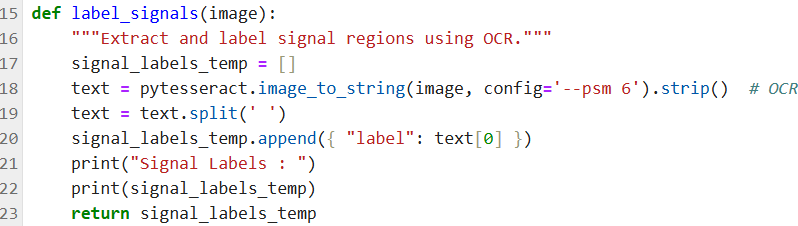 15 def label_signals(image):
16     """Extract and label signal regions using OCR."""
17     signal_labels_temp = []
18     text = pytesseract.image_to_string(image, config='--psm 6').strip()  # OCR
19     text = text.split(' ')
20     signal_labels_temp.append({ "label": text[0] })
21     print("Signal Labels : ")
22     print(signal_labels_temp)
23     return signal_labels_temp